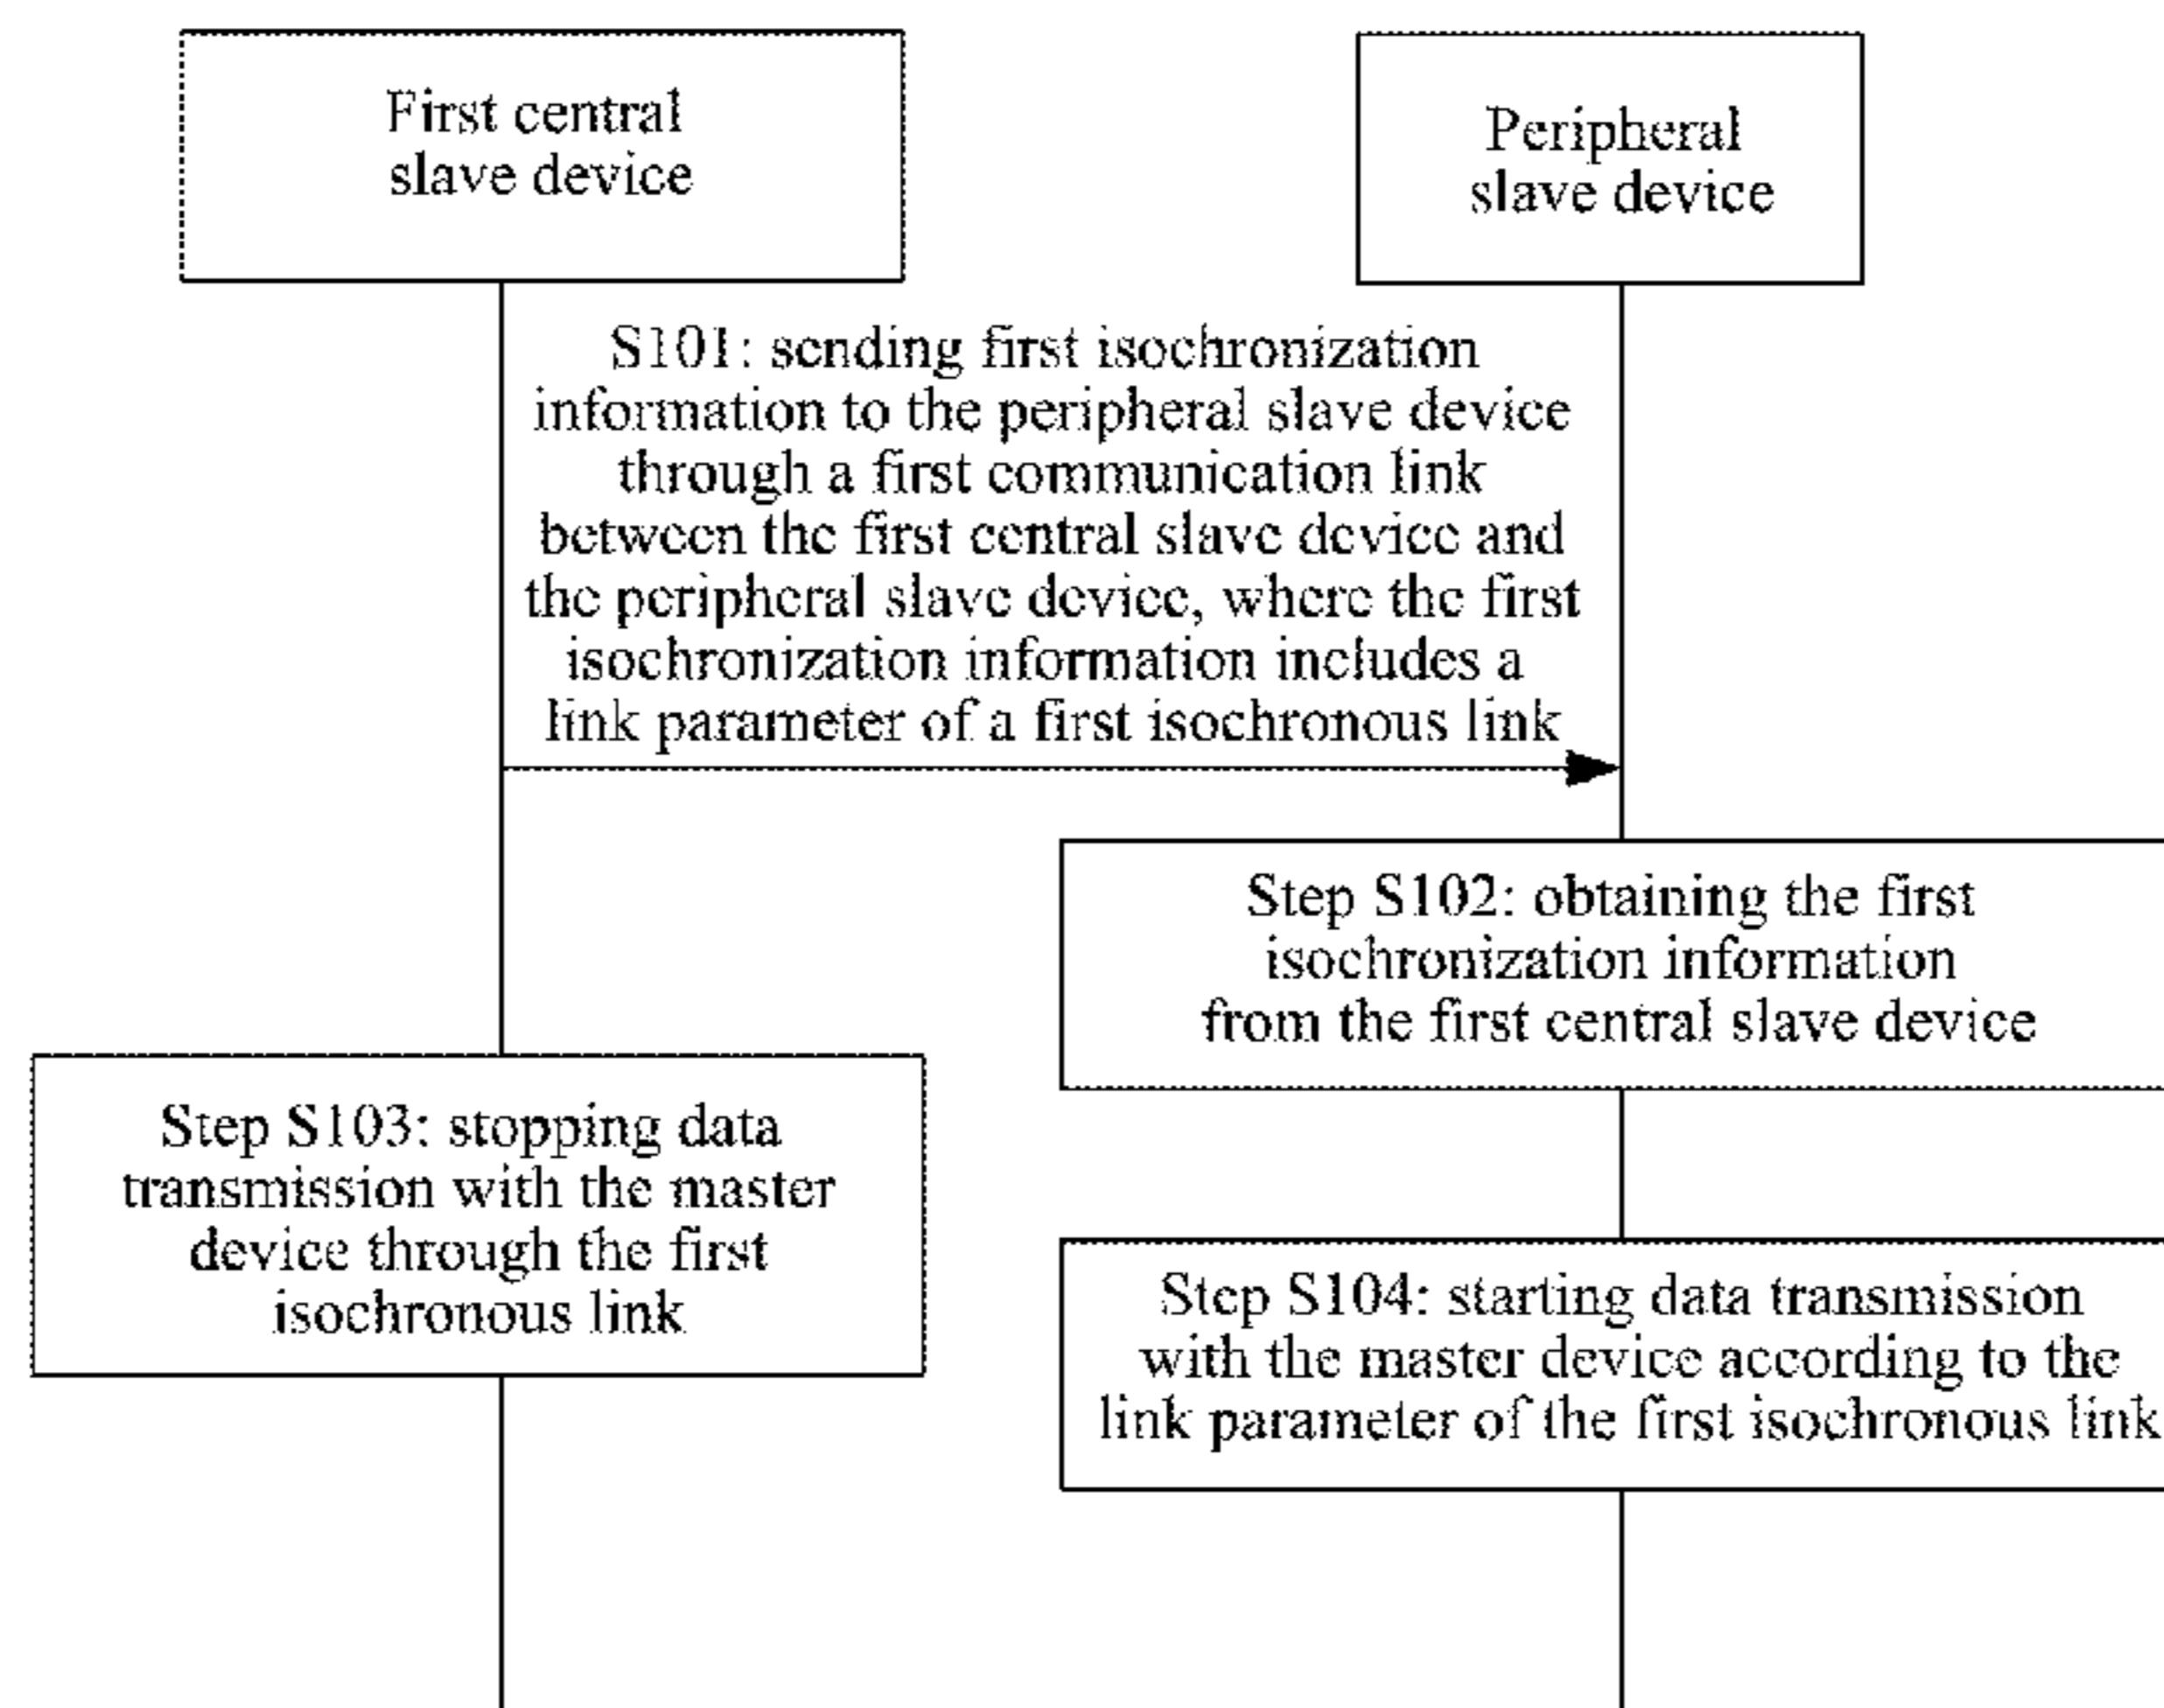 First central
slave device
Peripheral
slave device
S101: sending first isochronization
information to the peripheral slave device
through a first communication link
between the first central slave device and
the peripheral slave device, where the first
isochronization information includes a
link parameter of a first isochronous link
Step S102: obtaining the first
isochronization information
from the first central slave device
Step S103: stopping data
transmission with the master
device through the first
isochronous link
Step S104: starting data transmission
with the master device according to the
link parameter of the first isochronous link